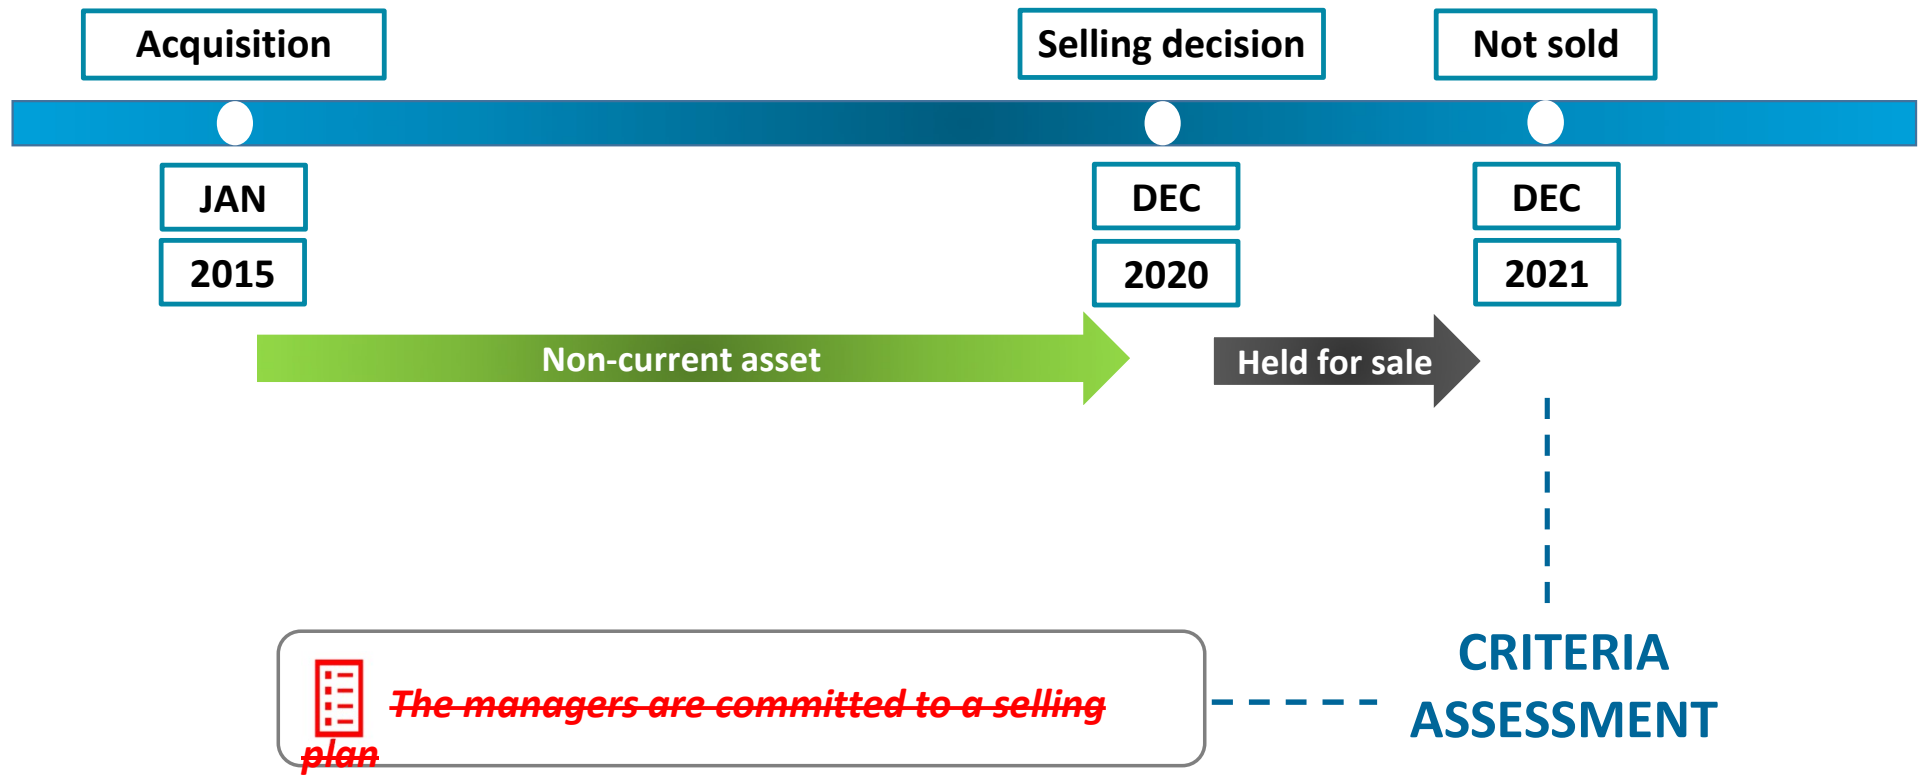 Acquisition
Selling decision
Not sold
JAN
DEC
DEC
2015
2020
2021
Non-current asset
Held for sale
CRITERIA
ASSESSMENT
The managers are committed to a selling
plan